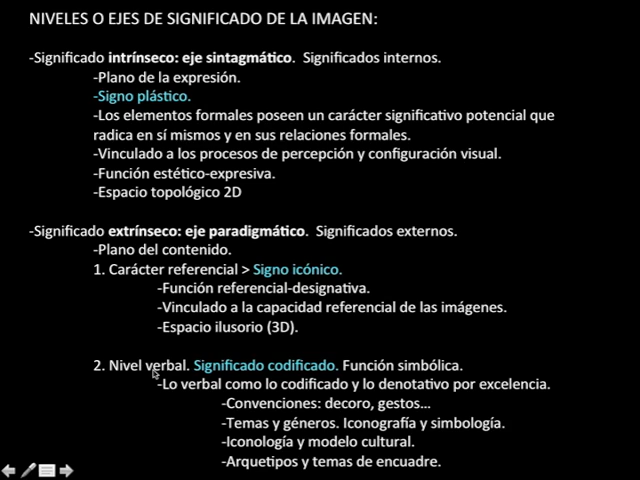 NIVELES O EJES DE SIGNIFICADO DE LA IMAGEN:
-Significado intrínseco: eje sintagmático. Significados internos.
-Plano de la expresión.
-Signo plástico.
-Los elementos formales poseen un carácter significativo potencial que
radica en sí mismos y en sus relaciones formales.
-Vinculado a los procesos de percepción y configuración visual.
-Función estético-expresiva.
-Espacio topológico 2D
-Significado extrínseco: eje paradigmático. Significados externos.
-Plano del contenido.
1. Carácter referencial > Signo icónico.
-Función referencial-designativa.
-Vinculado a la capacidad referencial de las imágenes.
-Espacio ilusorio (3D).
2. Nivel verbal. Significado codificado. Función simbólica.
-Lo verbal como lo codificado y lo denotativo por excelencia.
-Convenciones: decoro, gestos…
-Temas y géneros. Iconografía y simbología.
-Iconología y modelo cultural.
-Arquetipos y temas de encuadre.